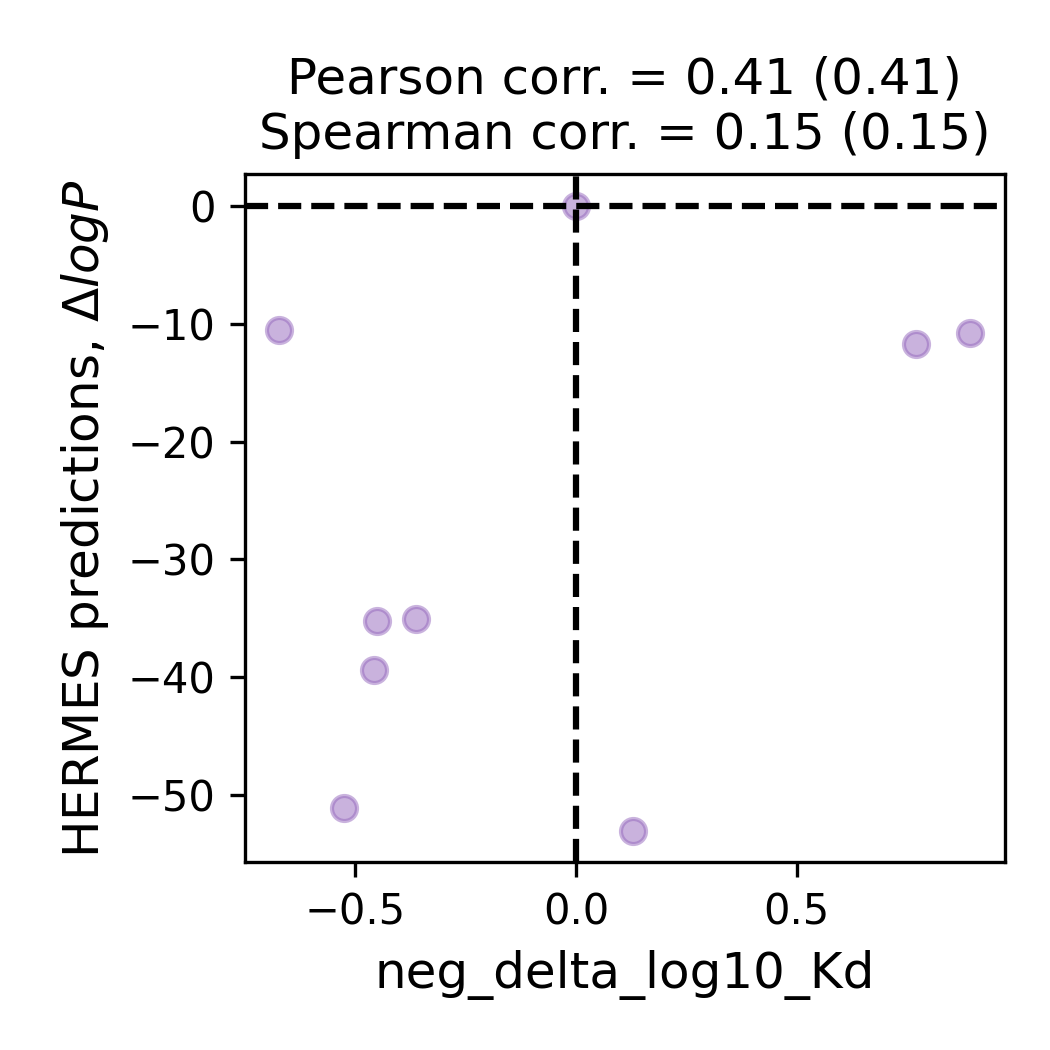 Pearson corr. = 0.41 (0.41)
Spearman corr. = 0.15 (0.15)
HERMES predictions, ΔlogP
0
−10
−20
−30
−40
−50
−0.5 0.0 0.5
neg_delta_log10_Kd